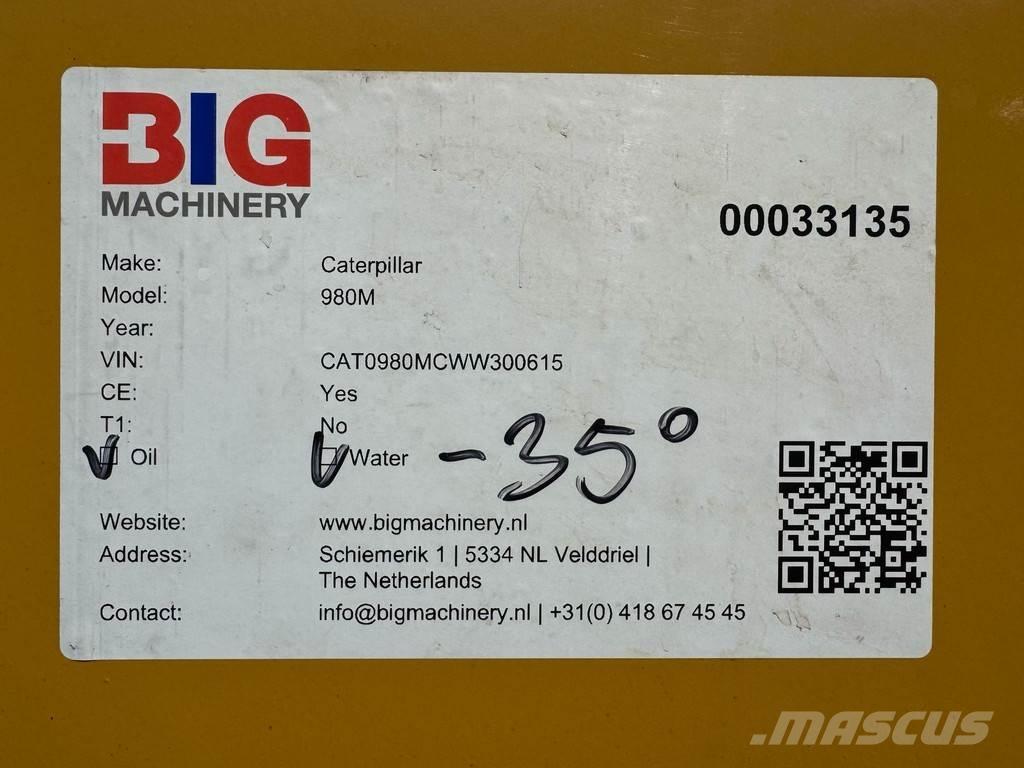 BIG
MACHINERY
00033135
Make: Caterpillar
Model: 980M
Year:
VIN: CAT0980MCWW300615
CE: Yes
T1: No
Oil Water -35°
Website: www.bigmachinery.nl
Address: Schiemerik 1 | 5334 NL Velddriel |
The Netherlands
Contact: info@bigmachinery.nl | +31(0) 418 67 45 45
.MASCUS